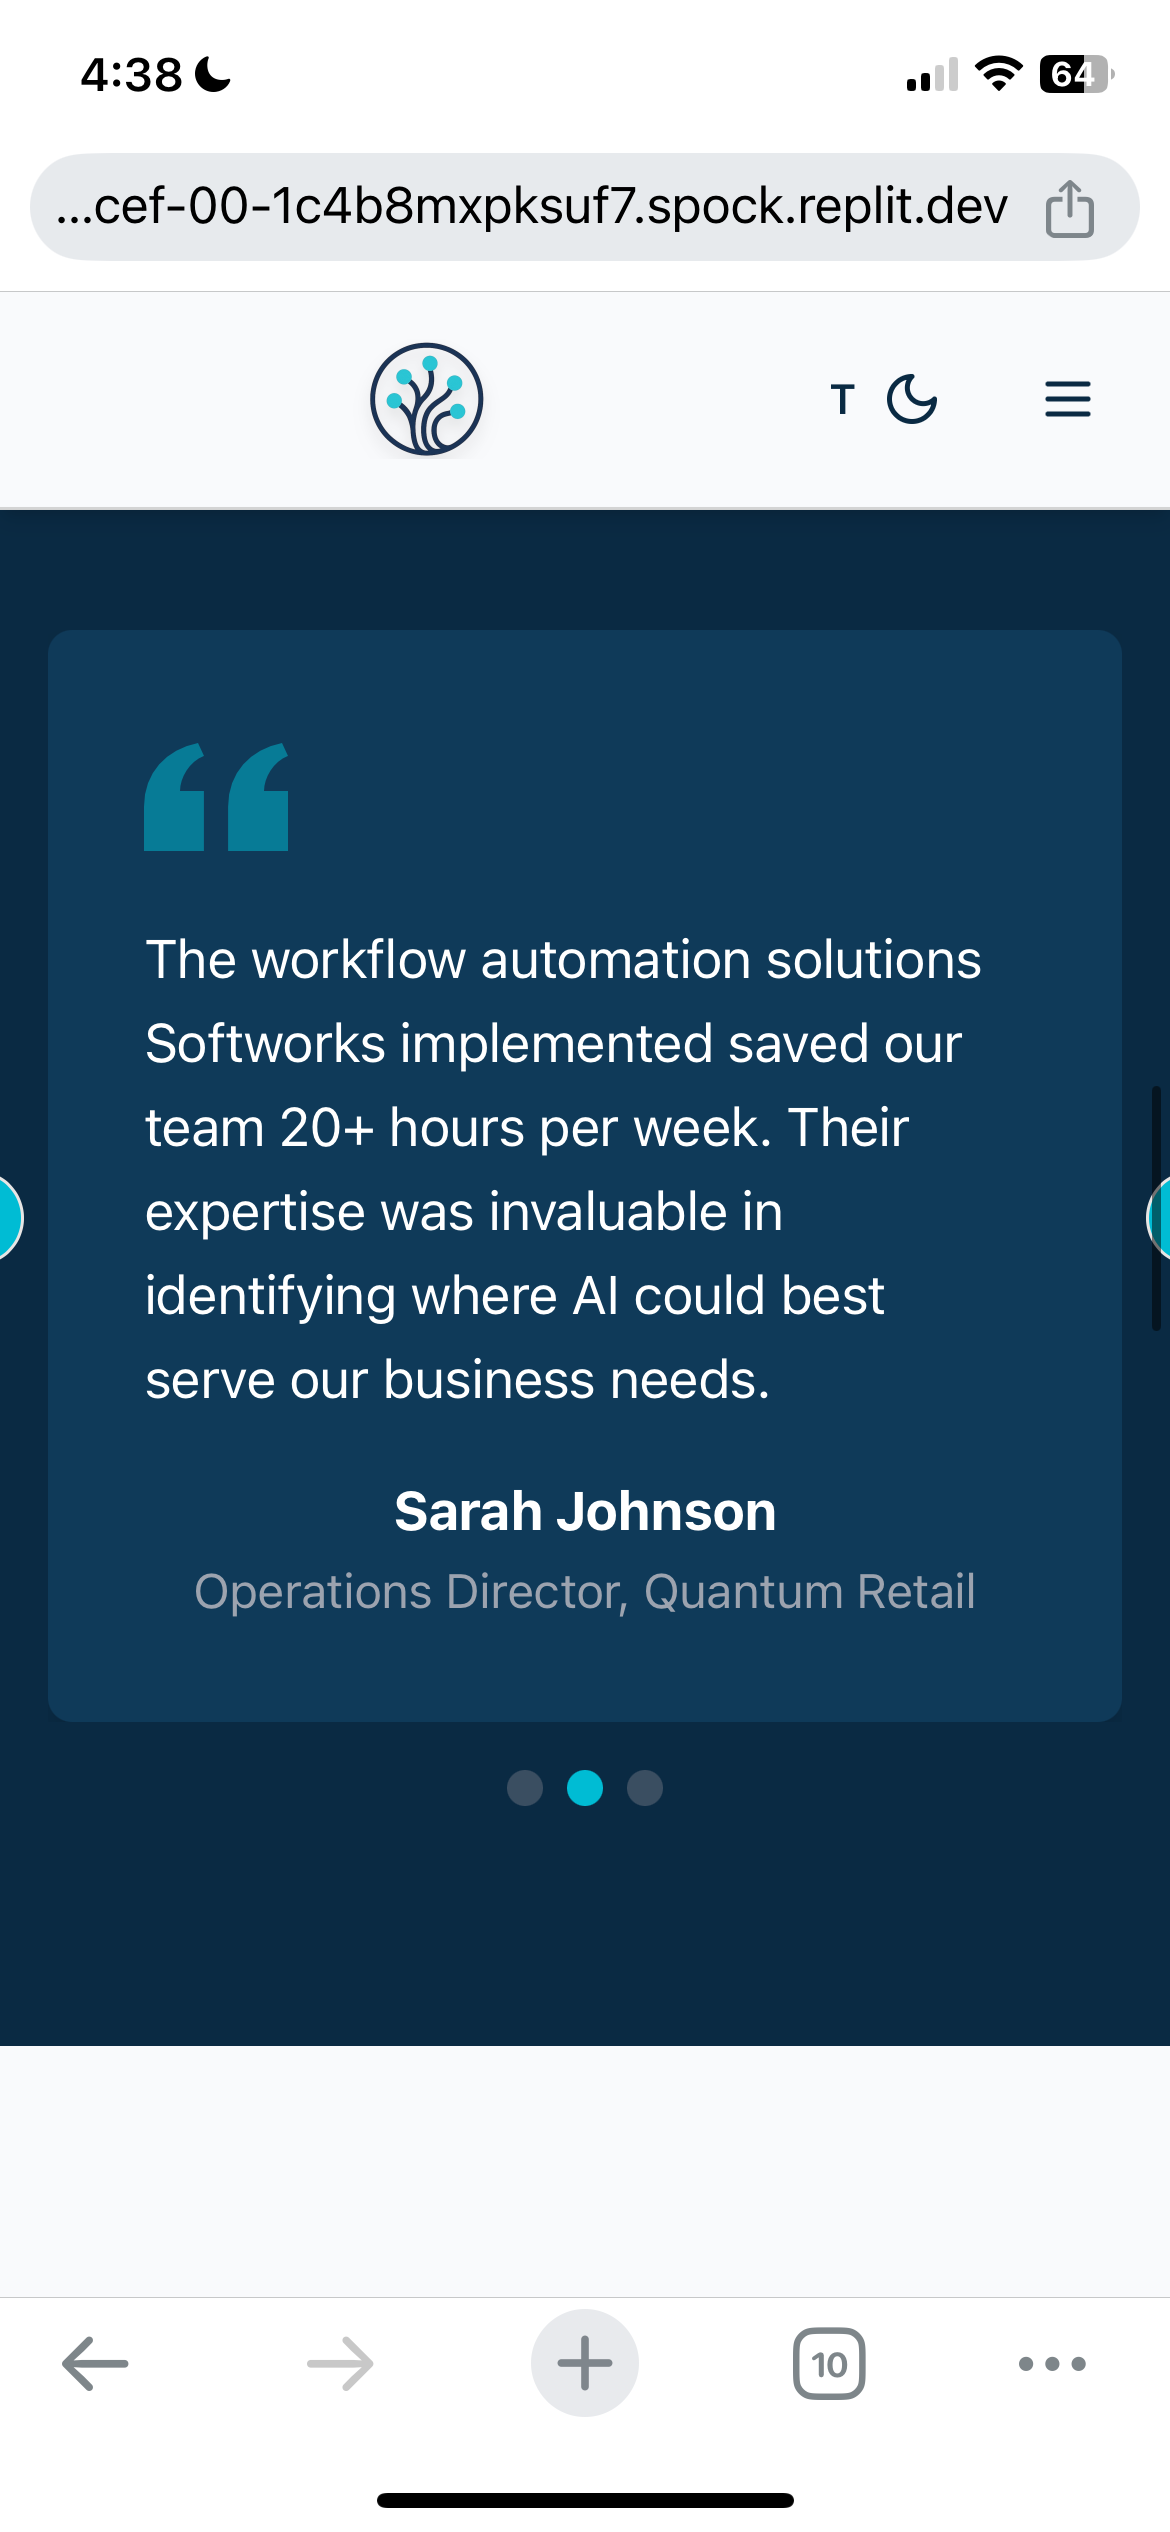 4:38
64
...cef-00-1c4b8mxpksuf7.spock.replit.dev
T
The workflow automation solutions
Softworks implemented saved our
team 20+ hours per week. Their
expertise was invaluable in
identifying where AI could best
serve our business needs.
Sarah Johnson
Operations Director, Quantum Retail
10